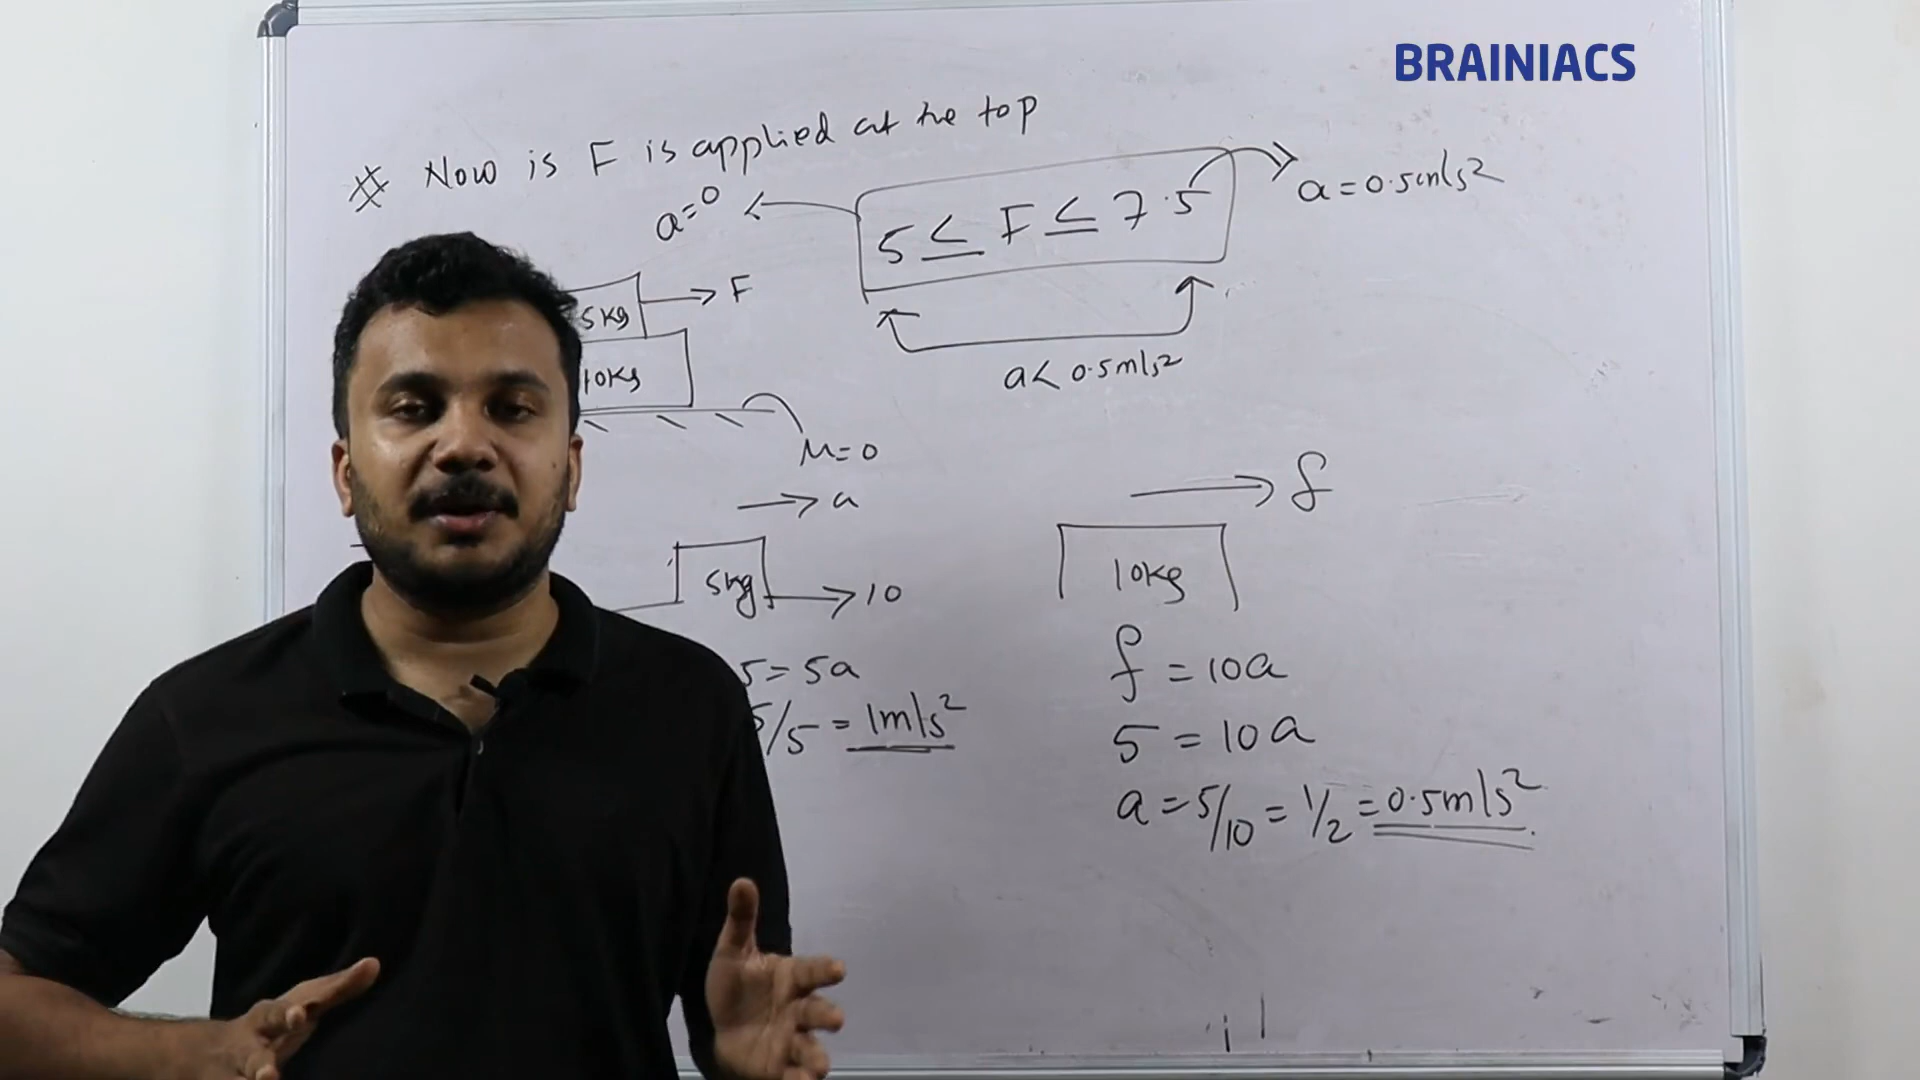 BRAINIACS
# Now is F is applied at the top
a=0
5 ≤ F ≤ 7.5
a = 0.5m/s²
5kg
F
10kg
a < 0.5m/s²
μ=0
a
f
5kg
10
10kg
5 = 5a
f = 10a
5/5 = 1m/s²
5 = 10a
a = 5/10 = 1/2 = 0.5m/s²